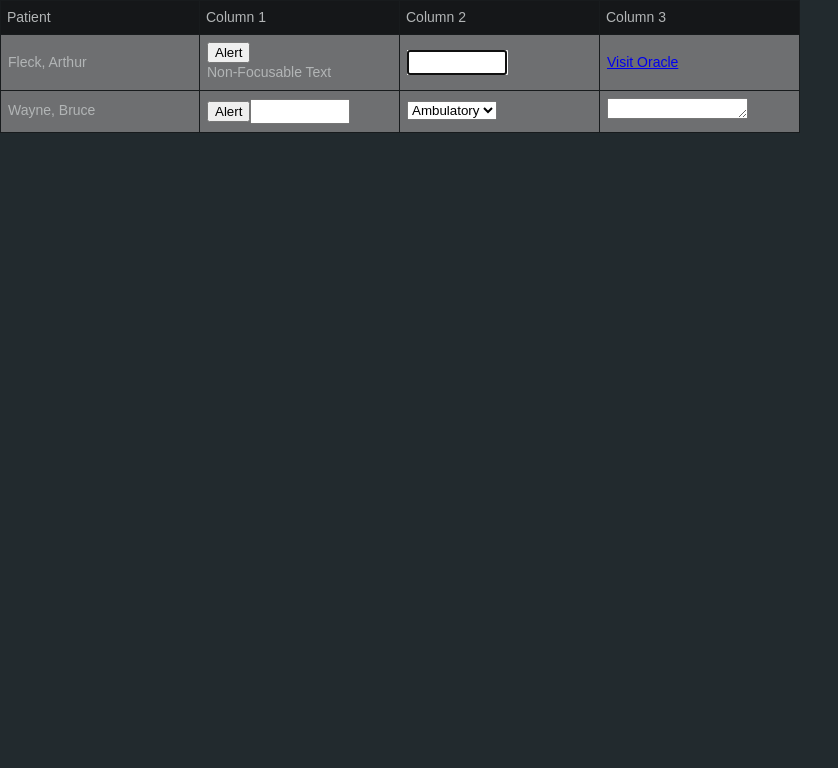 Patient Column 1 Column 2 Column 3
Fleck, Arthur Alert Visit Oracle
Non-Focusable Text
Wayne, Bruce Alert Ambulatory